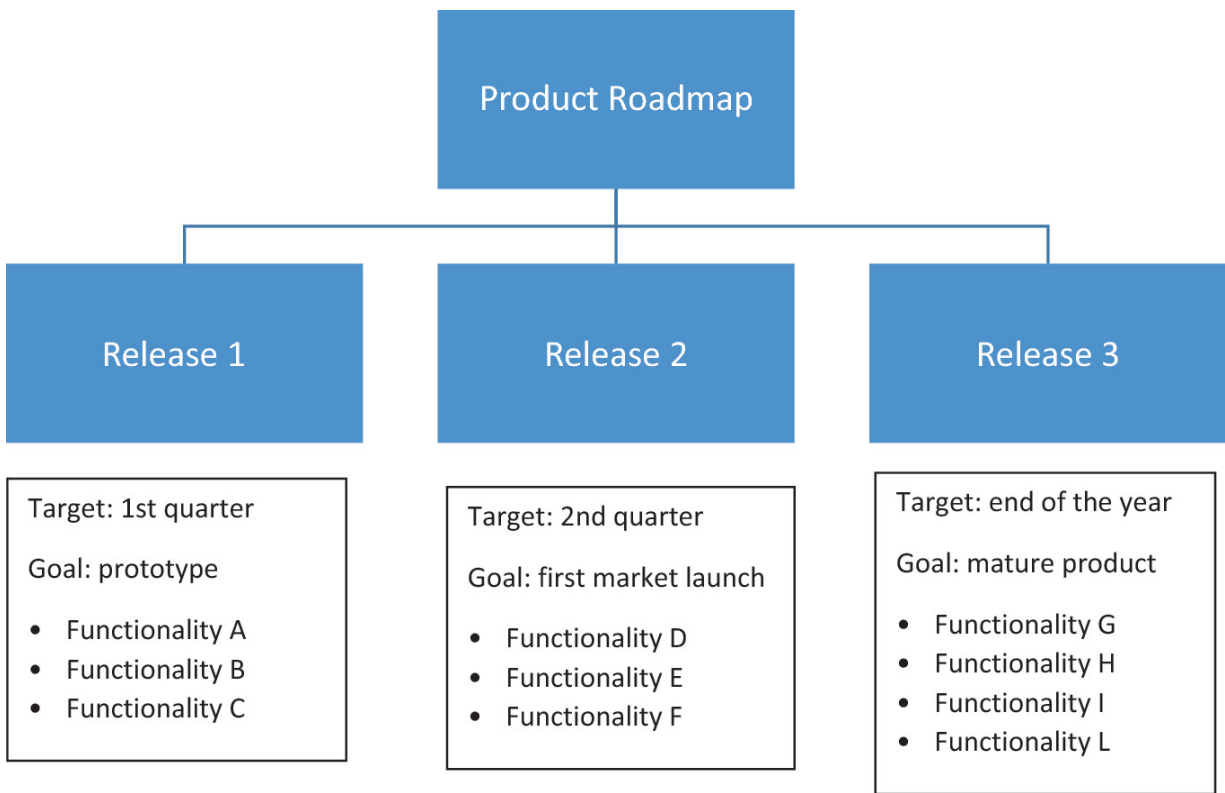 Product Roadmap
Release 1
Release 2
Release 3
Target: 1st quarter
Goal: prototype
• Functionality A
• Functionality B
• Functionality C
Target: 2nd quarter
Goal: first market launch
• Functionality D
• Functionality E
• Functionality F
Target: end of the year
Goal: mature product
• Functionality G
• Functionality H
• Functionality I
• Functionality L